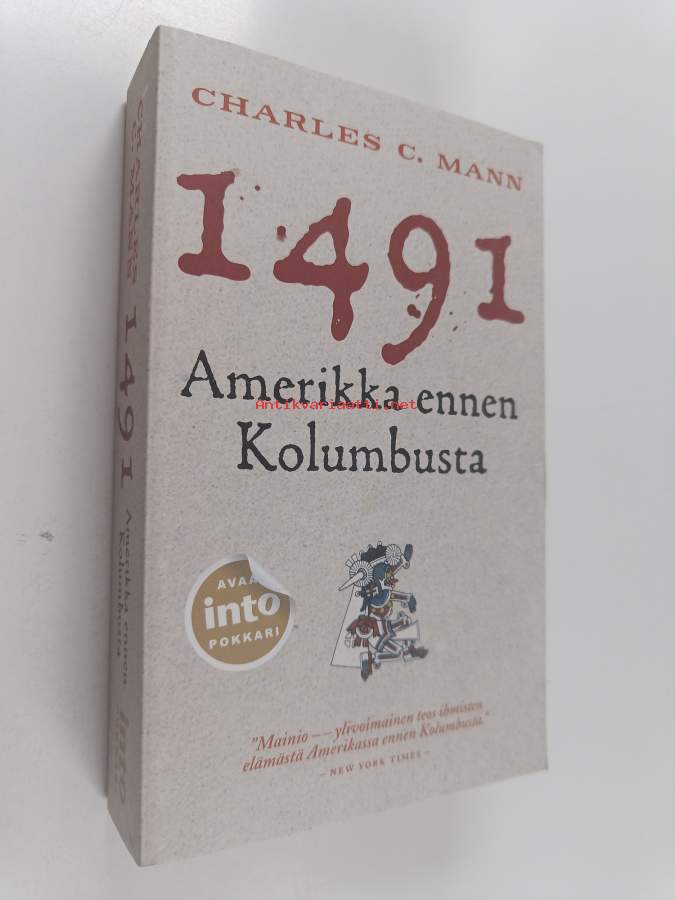 CHARLES C. MANN
1491
Amerikka ennen
Antikvariaatti.net
Kolumbusta
AVAA
into
POKKARI
"Mainio – – ylivoimainen teos ihmisten
elämästä Amerikassa ennen Kolumbusta."
– NEW YORK TIMES –
CHARLES
C. MANN
1491
Amerikka ennen
Kolumbusta
Into